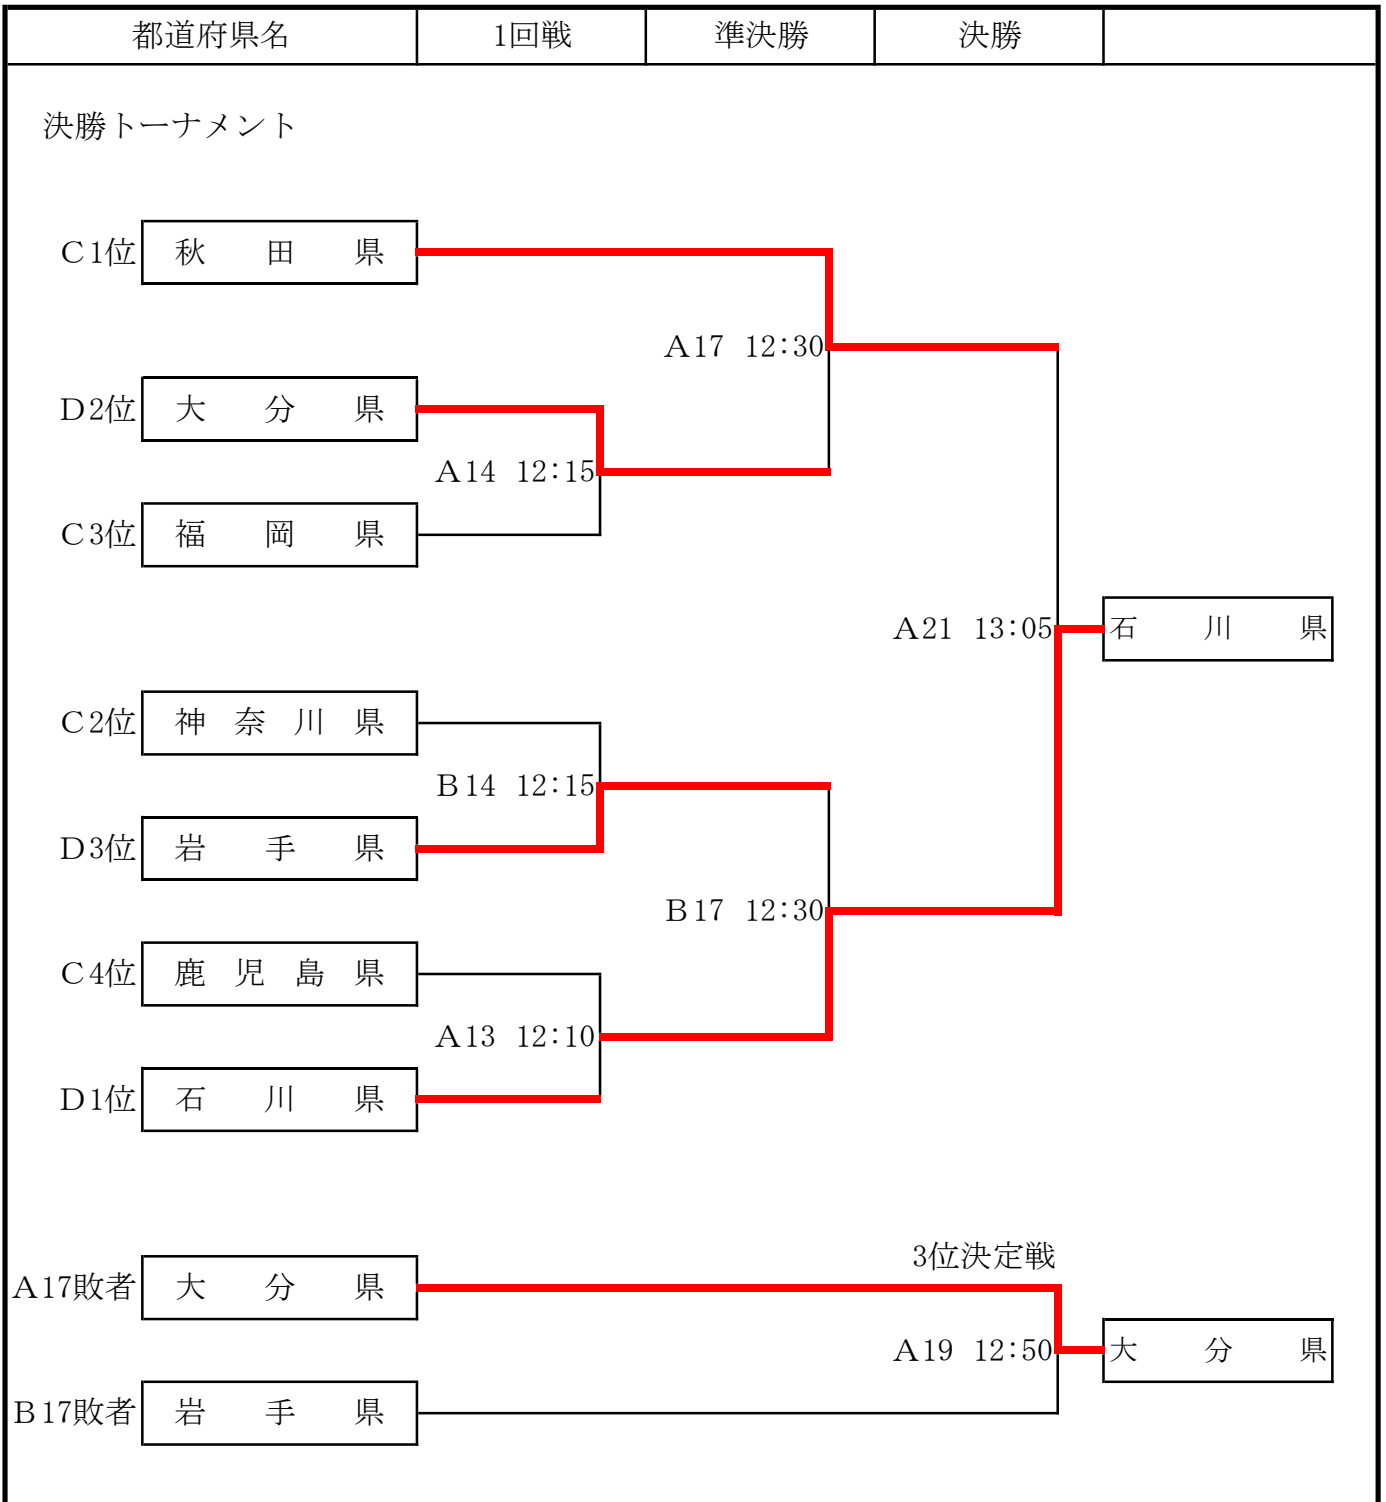 都道府県名 1回戦 準決勝 決勝
決勝トーナメント
C1位 秋田県
A17 12:30
D2位 大分県
A14 12:15
C3位 福岡県
A21 13:05 石川県
C2位 神奈川県
B14 12:15
D3位 岩手県
B17 12:30
C4位 鹿児島県
A13 12:10
D1位 石川県
3位決定戦
A17敗者 大分県
A19 12:50 大分県
B17敗者 岩手県